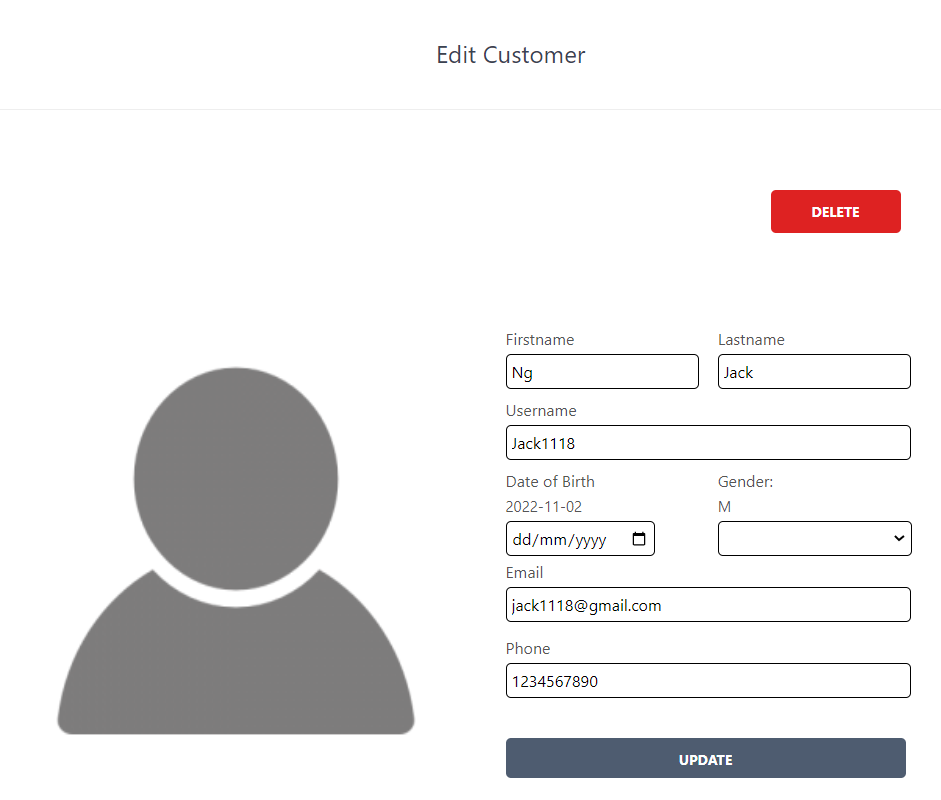 Edit Customer
DELETE
Firstname Lastname
Ng Jack
Username
Jack1118
Date of Birth Gender:
2022-11-02 M
dd/mm/yyyy
Email
jack1118@gmail.com
Phone
1234567890
UPDATE